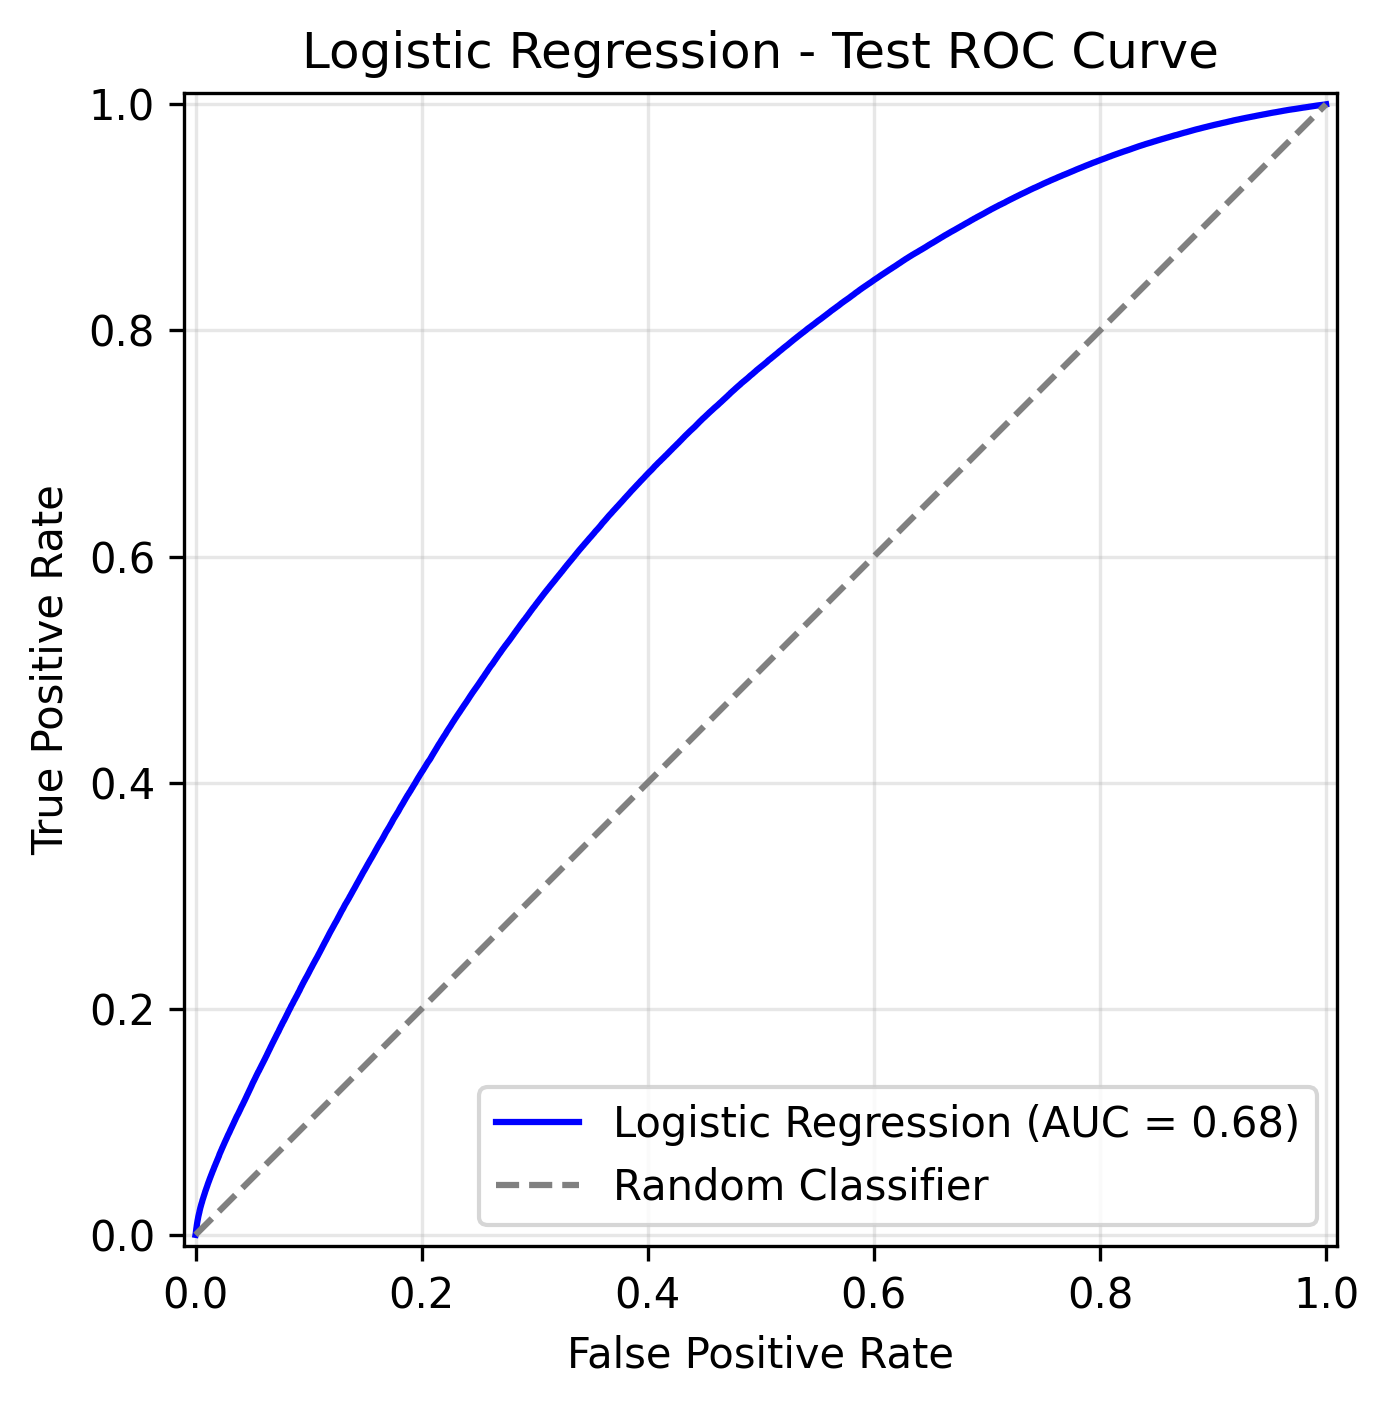 Logistic Regression - Test ROC Curve
1.0
0.8
0.6
0.4
0.2
0.0
True Positive Rate
Logistic Regression (AUC = 0.68)
Random Classifier
0.0 0.2 0.4 0.6 0.8 1.0
False Positive Rate